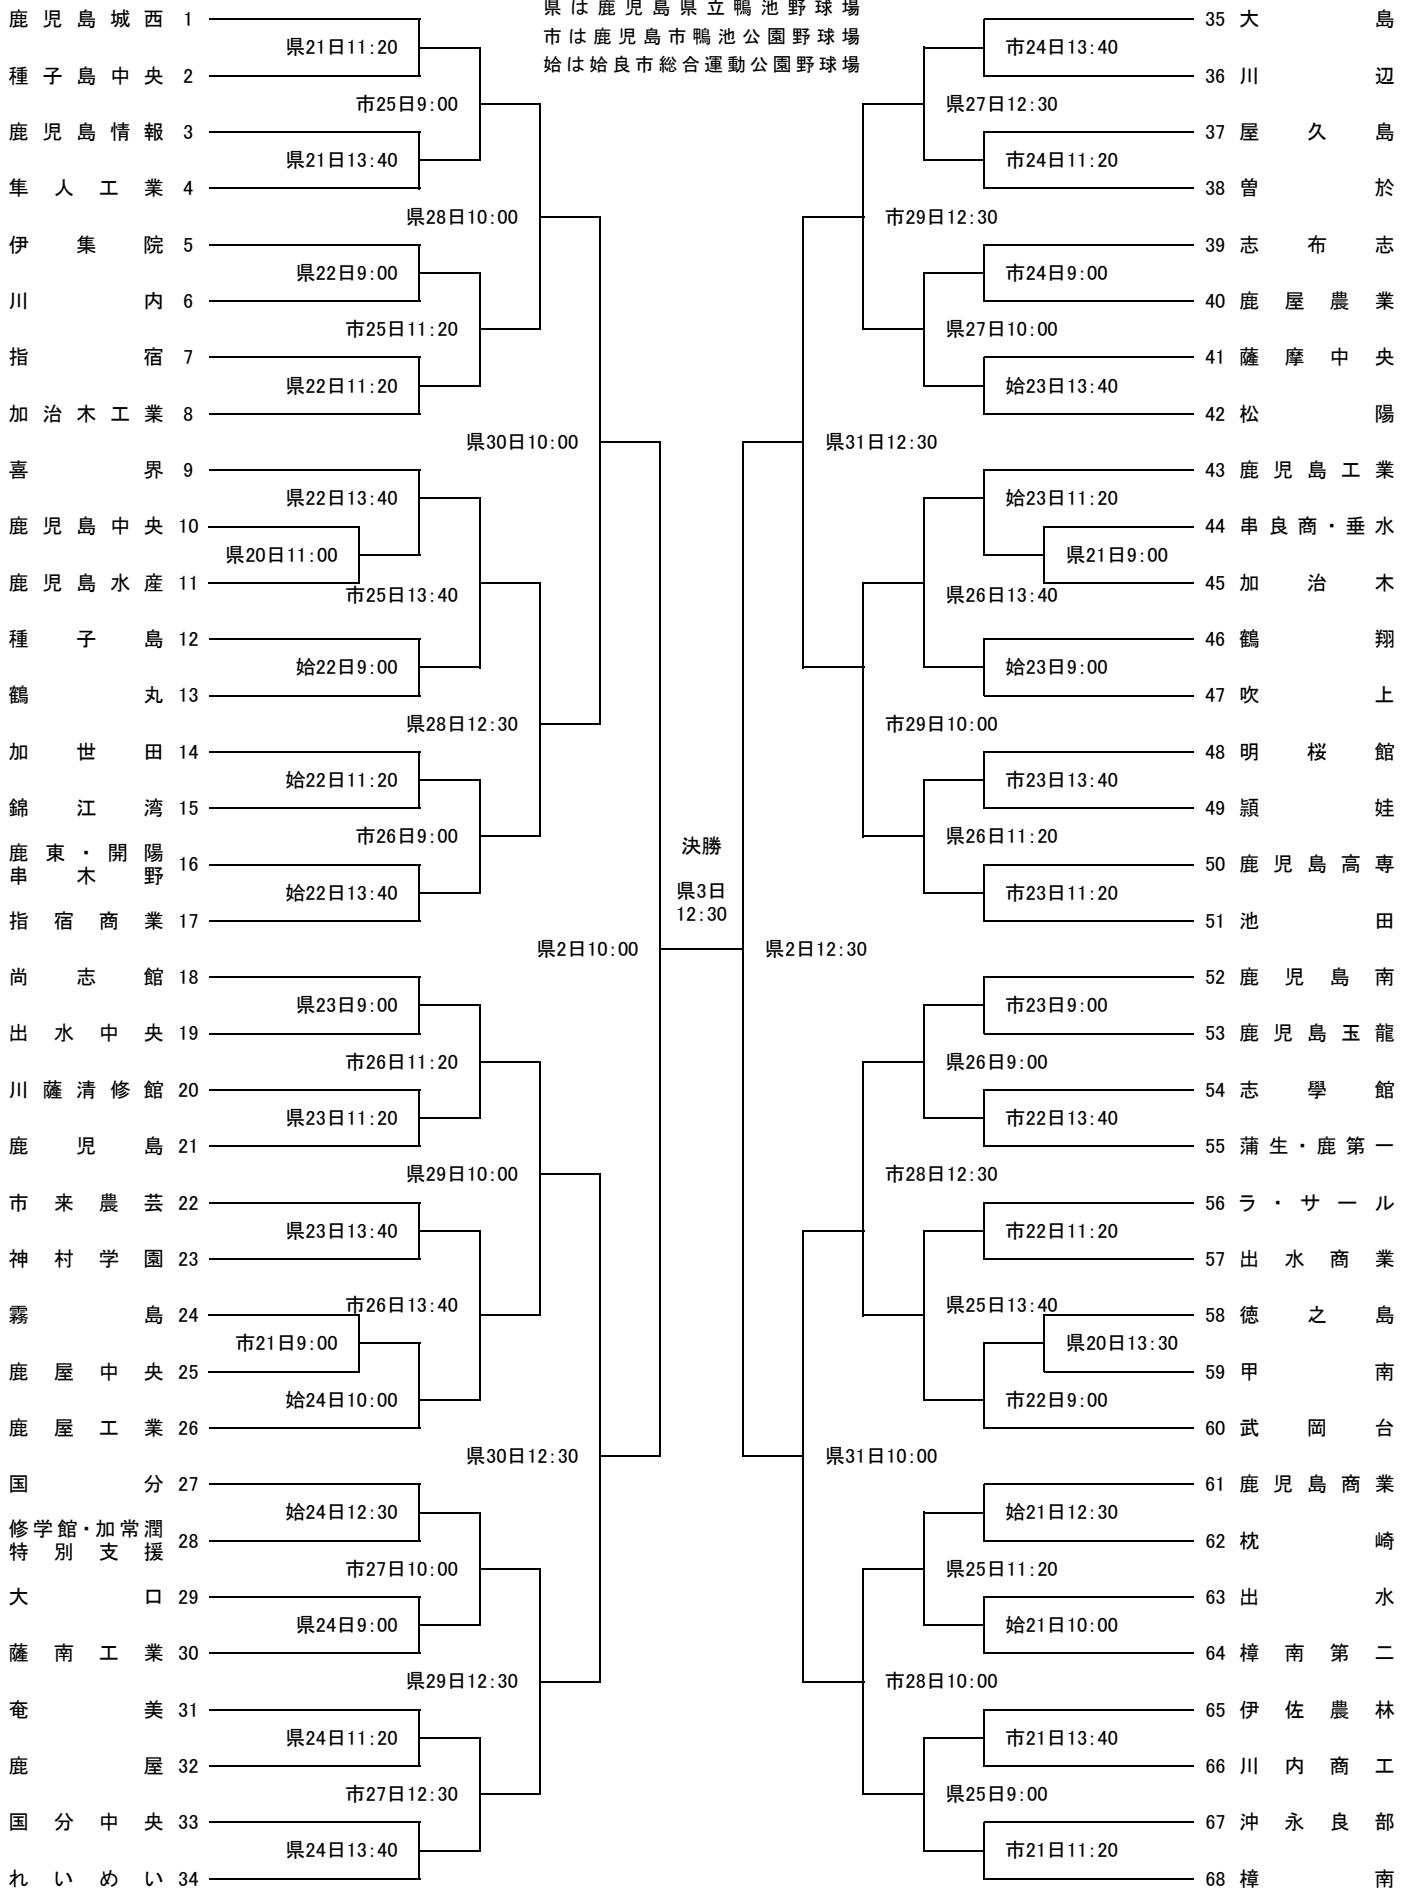 県は鹿児島県立鴨池野球場
市は鹿児島市鴨池公園野球場
姶は姶良市総合運動公園野球場
鹿児島城西 1
県21日11:20
種子島中央 2
市25日9:00
鹿児島情報 3
県21日13:40
隼人工業 4
県28日10:00
伊集院 5
県22日9:00
川内 6
市25日11:20
指宿 7
県22日11:20
加治木工業 8
県30日10:00
喜界 9
県22日13:40
鹿児島中央 10
県20日11:00
鹿児島水産 11
市25日13:40
種子島 12
姶22日9:00
鶴丸 13
県28日12:30
加世田 14
姶22日11:20
錦江湾 15
市26日9:00
鹿東・開陽
串木野 16
姶22日13:40
指宿商業 17
県2日10:00
尚志館 18
県23日9:00
出水中央 19
市26日11:20
川薩清修館 20
県23日11:20
鹿児島 21
県29日10:00
市来農芸 22
県23日13:40
神村学園 23
市26日13:40
霧島 24
市21日9:00
鹿屋中央 25
姶24日10:00
鹿屋工業 26
県30日12:30
国分 27
姶24日12:30
修学館・加常潤
特別支援 28
市27日10:00
大口 29
県24日9:00
薩南工業 30
県29日12:30
奄美 31
県24日11:20
鹿屋 32
市27日12:30
国分中央 33
県24日13:40
れいめい 34
決勝
県3日
12:30
35 大島
市24日13:40
36 川辺
県27日12:30
37 屋久島
市24日11:20
38 曽於
市29日12:30
39 志布志
市24日9:00
40 鹿屋農業
県27日10:00
41 薩摩中央
姶23日13:40
42 松陽
県31日12:30
43 鹿児島工業
姶23日11:20
44 串良商・垂水
県21日9:00
45 加治木
県26日13:40
46 鶴翔
姶23日9:00
47 吹上
市29日10:00
48 明桜館
市23日13:40
49 頴娃
県26日11:20
50 鹿児島高専
市23日11:20
51 池田
県2日12:30
52 鹿児島南
市23日9:00
53 鹿児島玉龍
県26日9:00
54 志學館
市22日13:40
55 蒲生・鹿第一
市28日12:30
56 ラ・サール
市22日11:20
57 出水商業
県25日13:40
58 徳之島
県20日13:30
59 甲南
市22日9:00
60 武岡台
県31日10:00
61 鹿児島商業
姶21日12:30
62 枕崎
県25日11:20
63 出水
姶21日10:00
64 樟南第二
市28日10:00
65 伊佐農林
市21日13:40
66 川内商工
県25日9:00
67 沖永良部
市21日11:20
68 樟南